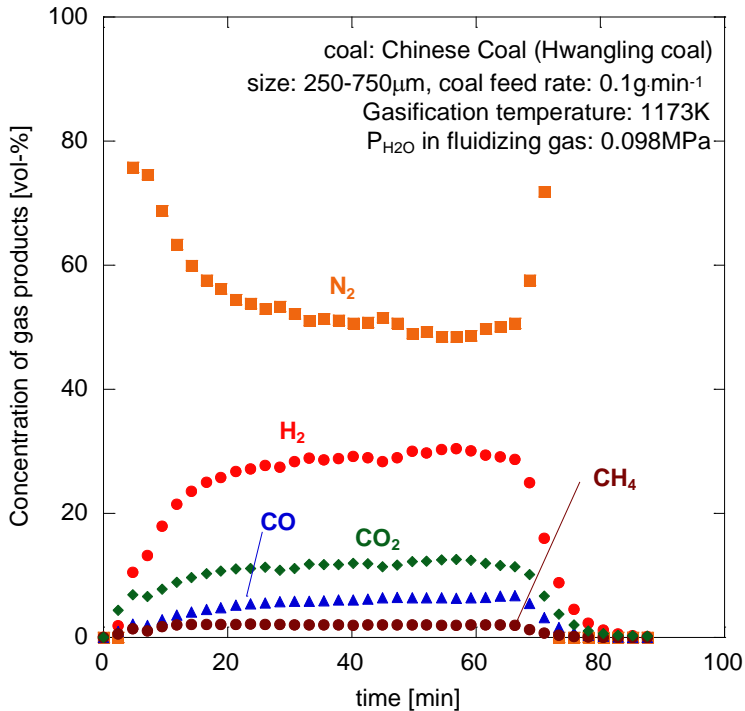 coal: Chinese Coal (Hwangling coal)
size: 250-750μm, coal feed rate: 0.1g·min⁻¹
Gasification temperature: 1173K
P_H2O in fluidizing gas: 0.098MPa
Concentration of gas products [vol-%]
100
80
60
40
20
0
N₂
H₂
CH₄
CO
CO₂
0 20 40 60 80 100
time [min]